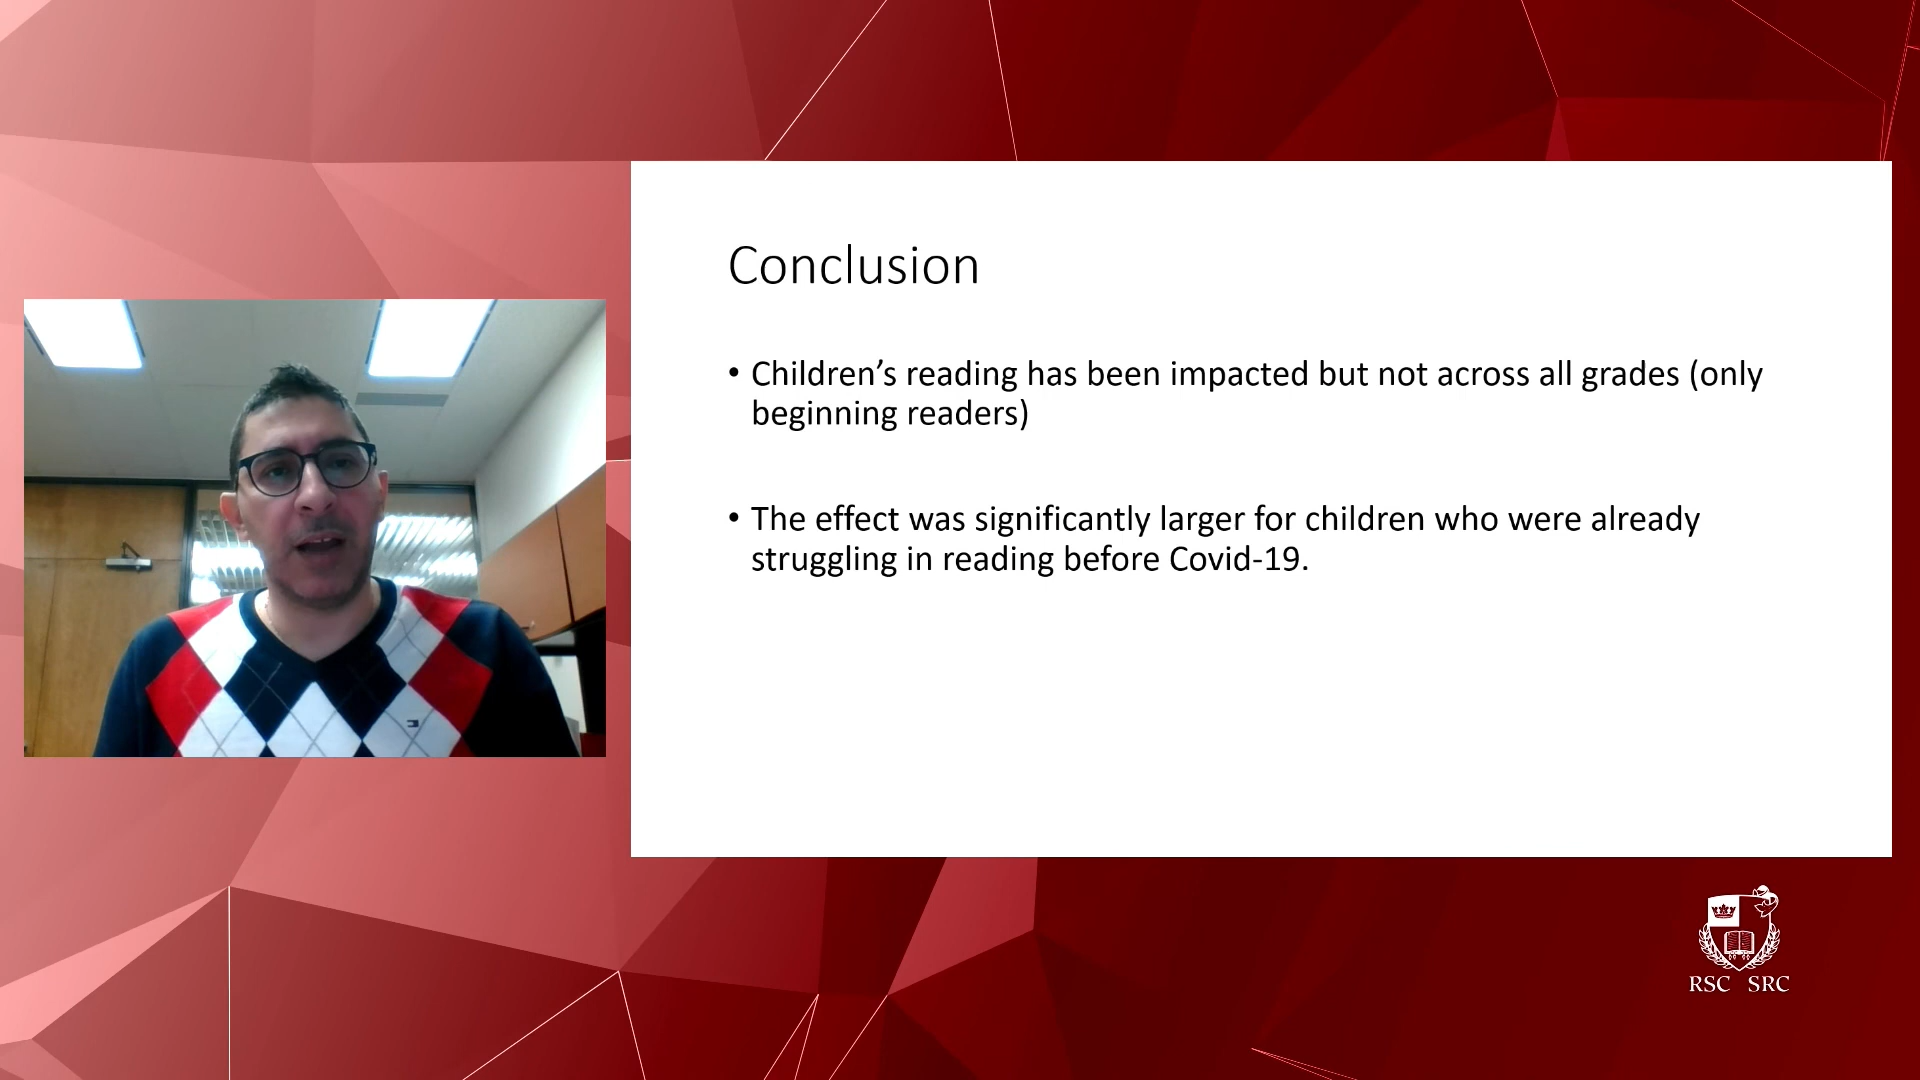 Conclusion
• Children’s reading has been impacted but not across all grades (only
beginning readers)
• The effect was significantly larger for children who were already
struggling in reading before Covid-19.
RSC SRC